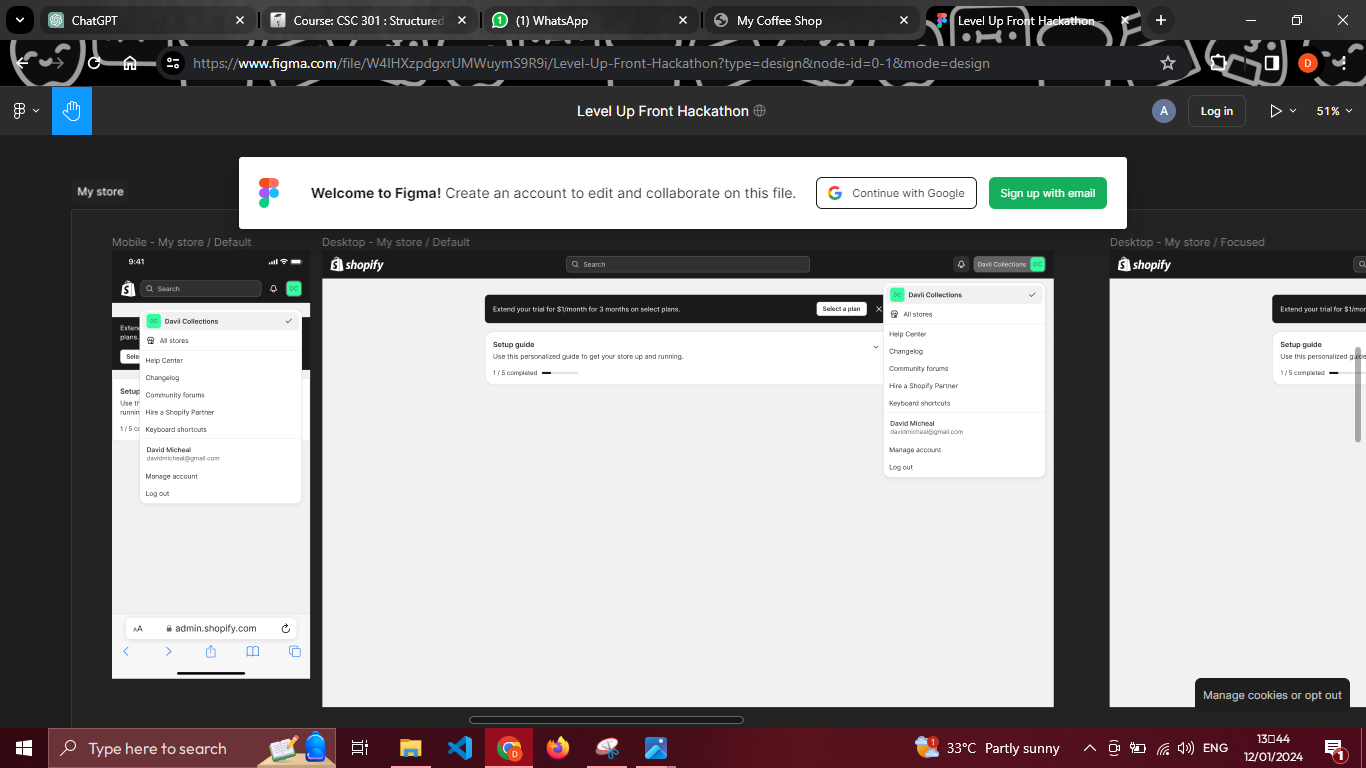 ChatGPT
Course: CSC 301 : Structured
(1) WhatsApp
My Coffee Shop
Level Up Front Hackathon –
https://www.figma.com/file/W4IHXzpdgxrUMWuymS9R9i/Level-Up-Front-Hackathon?type=design&node-id=0-1&mode=design
D
Level Up Front Hackathon
A
Log in
51%
Welcome to Figma! Create an account to edit and collaborate on this file.
Continue with Google
Sign up with email
My store
Mobile - My store / Default
9:41
Search
DC
DC Davii Collections
All stores
Help Center
Changelog
Community forums
Hire a Shopify Partner
Keyboard shortcuts
David Micheal
davidmicheal@gmail.com
Manage account
Log out
Exten
plans.
Sele
Setup
Use th
runnin
1 / 5 co
AA admin.shopify.com
Desktop - My store / Default
shopify
Search
Davii Collections DC
Extend your trial for $1/month for 3 months on select plans.
Select a plan
Setup guide
Use this personalized guide to get your store up and running.
1 / 5 completed
DC Davii Collections
All stores
Help Center
Changelog
Community forums
Hire a Shopify Partner
Keyboard shortcuts
David Micheal
davidmicheal@gmail.com
Manage account
Log out
Desktop - My store / Focused
shopify
Extend your trial for $1/mon
Setup guide
Use this personalized guide
1 / 5 completed
Manage cookies or opt out
Type here to search
1
33°C Partly sunny
ENG
13:44
12/01/2024
1